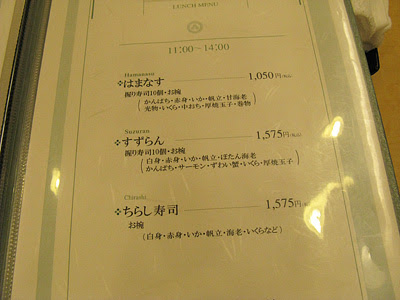 LUNCH MENU
11:00~14:00
Hamanasu
❖はまなす 1,050円(税込)
握り寿司10個・お椀
(かんぱち・赤身・いか・帆立・甘海老
光物・いくら・中おち・厚焼玉子・巻物)
Suzuran
❖すずらん 1,575円(税込)
握り寿司10個・お椀
(白身・赤身・いか・帆立・ぼたん海老
かんぱち・サーモン・ずわい蟹・いくら・厚焼玉子)
Chirashi
❖ちらし寿司 1,575円(税込)
お椀
(白身・赤身・いか・帆立・海老・いくらなど)